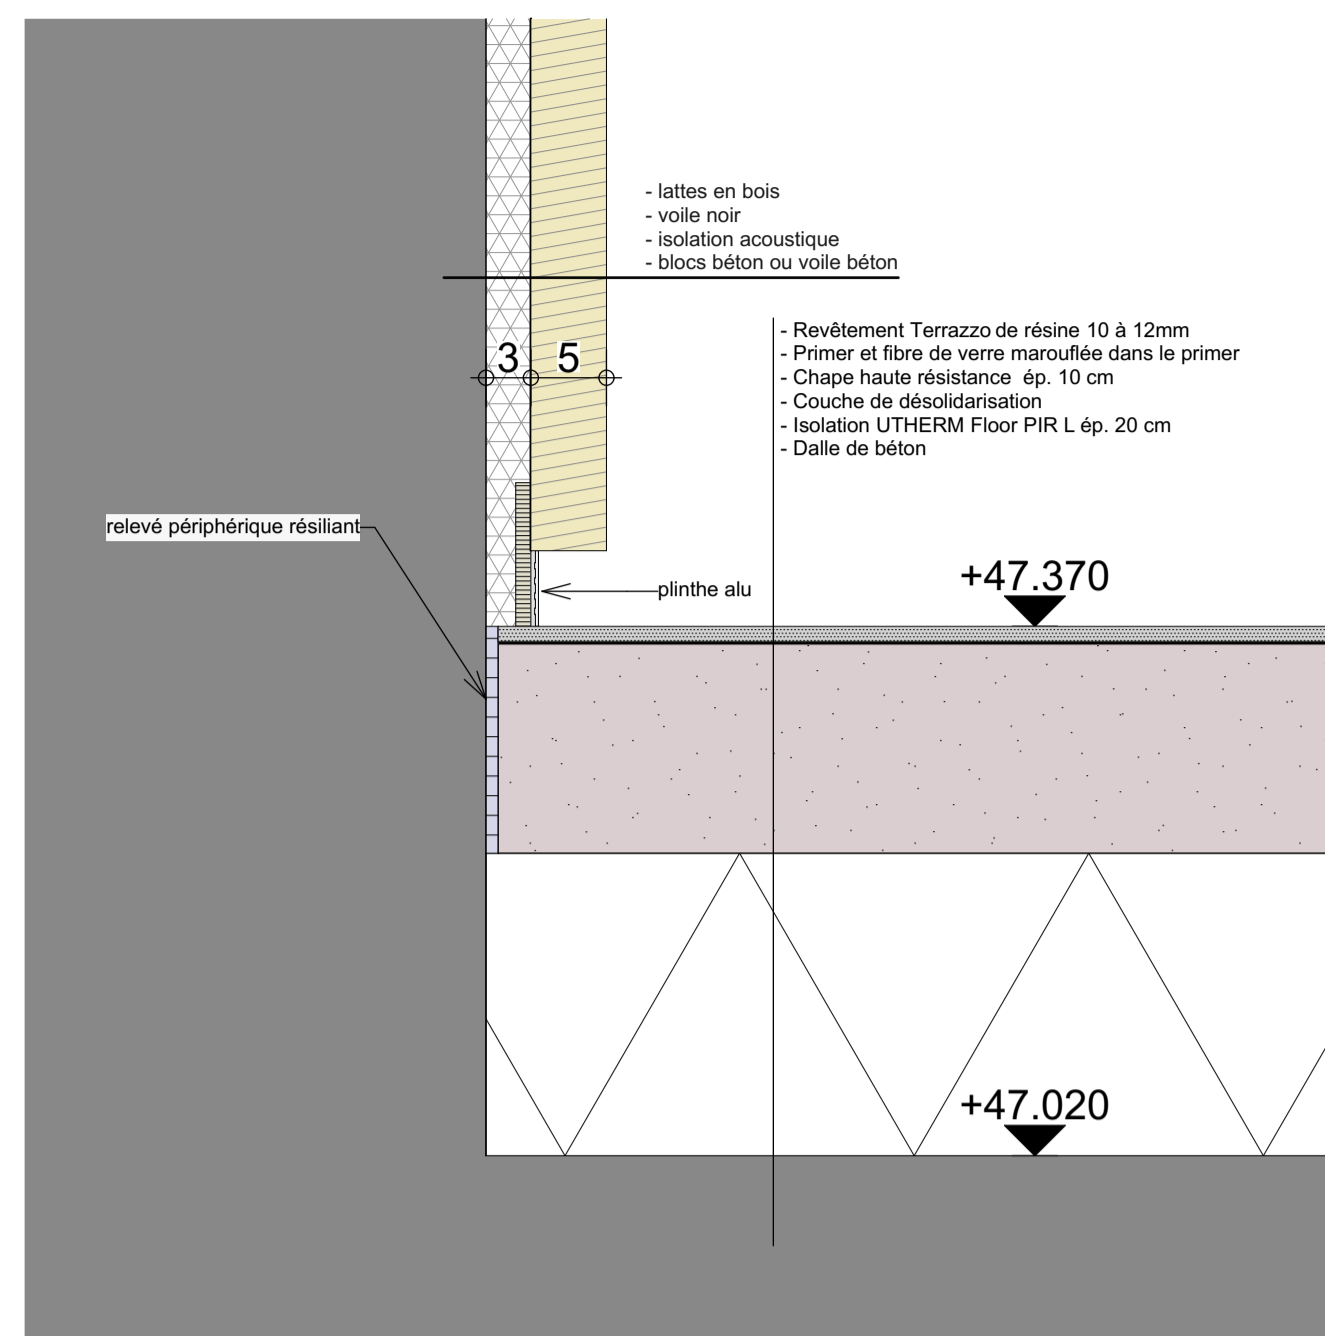 - lattes en bois
- voile noir
- isolation acoustique
- blocs béton ou voile béton
- Revêtement Terrazzo de résine 10 à 12mm
- Primer et fibre de verre marouflée dans le primer
- Chape haute résistance  ép. 10 cm
- Couche de désolidarisation
- Isolation UTHERM Floor PIR L ép. 20 cm
- Dalle de béton
3 5
relevé périphérique résiliant
plinthe alu
+47.370
+47.020